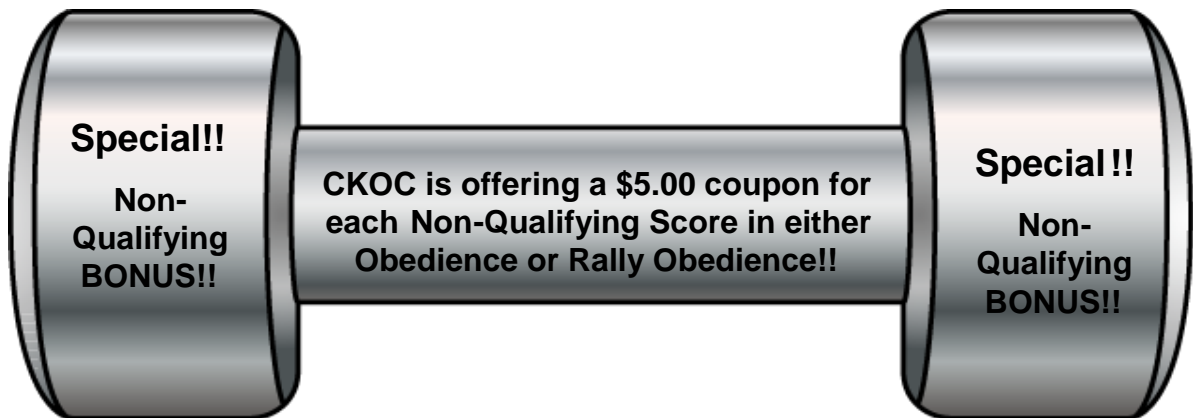 Special!!
Non-
Qualifying
BONUS!!
CKOC is offering a $5.00 coupon for
each Non-Qualifying Score in either
Obedience or Rally Obedience!!
Special!!
Non-
Qualifying
BONUS!!